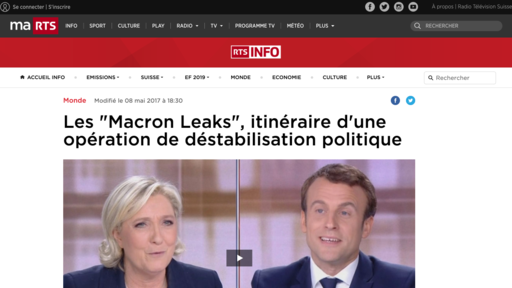 Se connecter | S'inscrire
À propos | Radio Télévision Suisse
ma RTS INFO SPORT CULTURE PLAY RADIO TV PROGRAMME TV MÉTÉO PLUS RECHERCHER
RTS INFO
ACCUEIL INFO EMISSIONS SUISSE EF 2019 MONDE ECONOMIE CULTURE PLUS Rechercher
Monde Modifié le 08 mai 2017 à 18:30
Les "Macron Leaks", itinéraire d'une
opération de déstabilisation politique